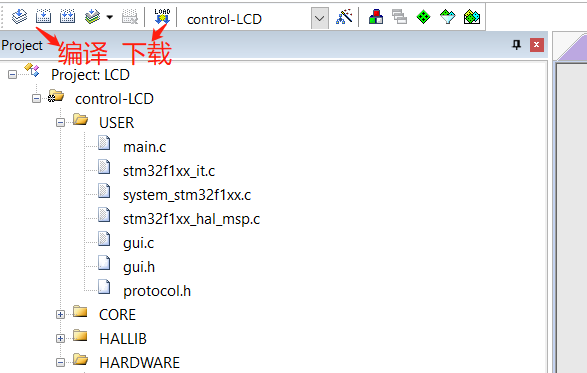 LOAD
control-LCD
Project
编译 下载
Project: LCD
control-LCD
USER
main.c
stm32f1xx_it.c
system_stm32f1xx.c
stm32f1xx_hal_msp.c
gui.c
gui.h
protocol.h
CORE
HALLIB
HARDWARE